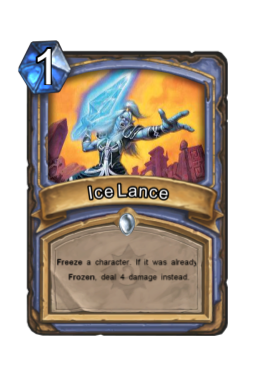 1
Ice Lance
Freeze a character. If it was already
Frozen, deal 4 damage instead.